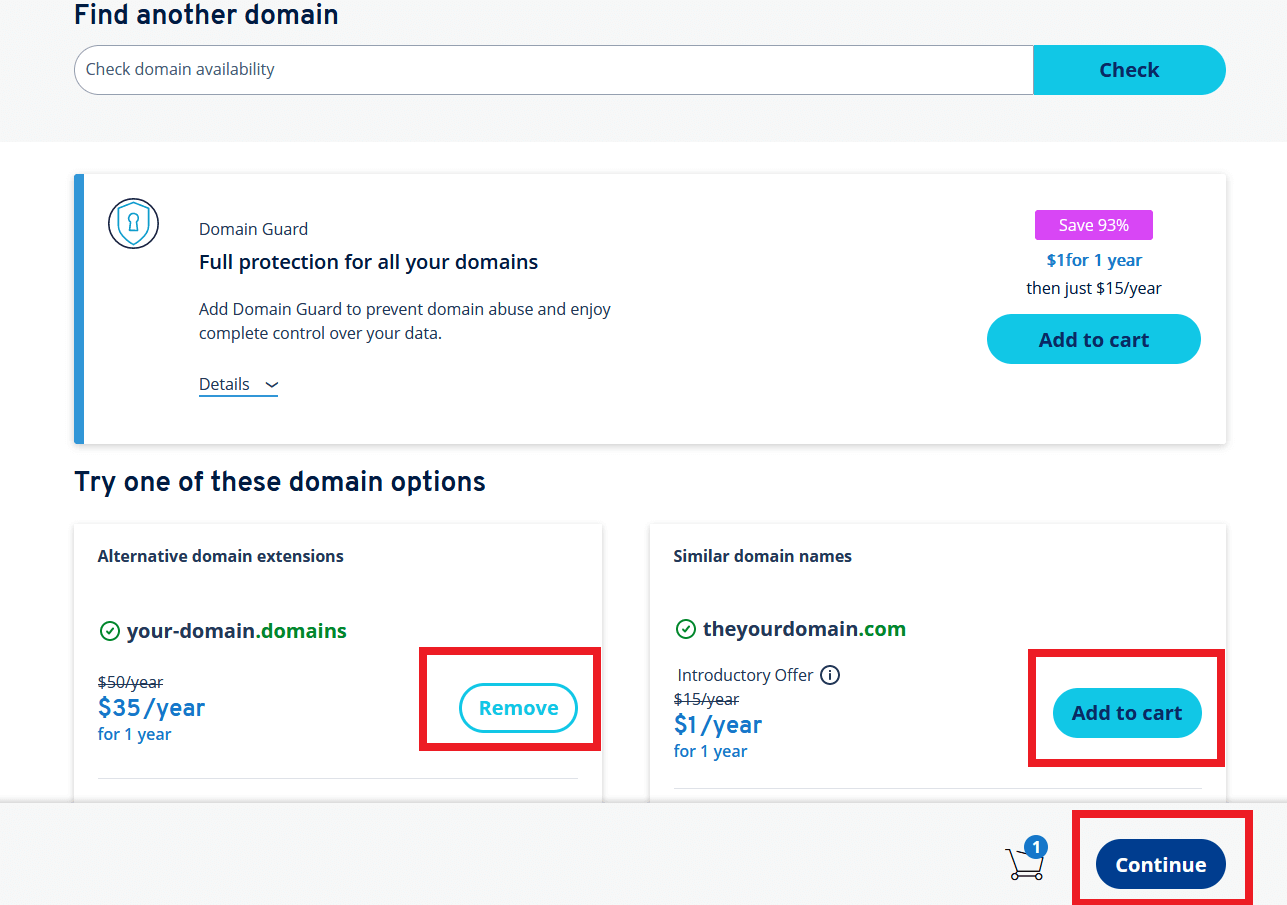 Find another domain
Check domain availability
Check
Domain Guard
Full protection for all your domains
Add Domain Guard to prevent domain abuse and enjoy
complete control over your data.
Details
Save 93%
$1for 1 year
then just $15/year
Add to cart
Try one of these domain options
Alternative domain extensions
your-domain.domains
$50/year
$35/year
for 1 year
Remove
Similar domain names
theyourdomain.com
Introductory Offer
$15/year
$1/year
for 1 year
Add to cart
1
Continue